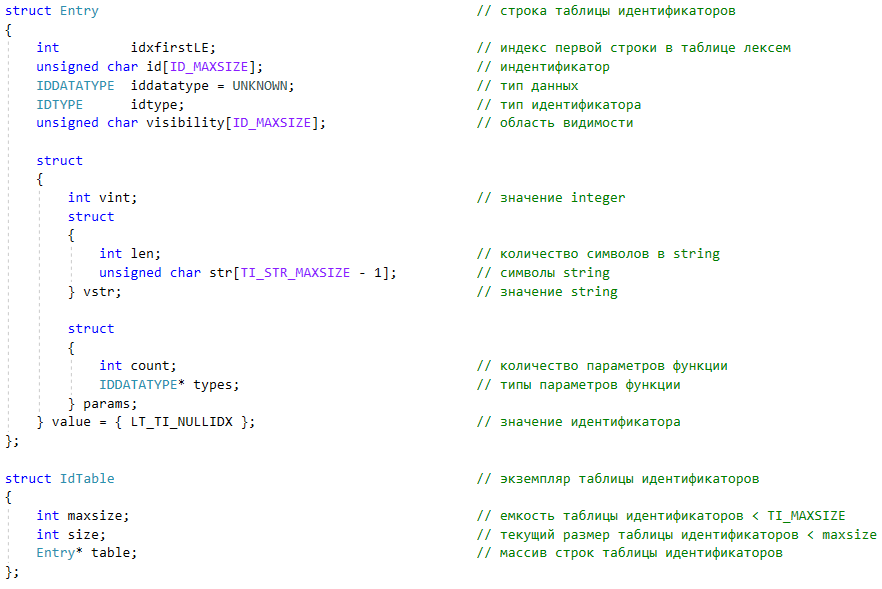 struct Entry // строка таблицы идентификаторов
{
int idxfirstLE; // индекс первой строки в таблице лексем
unsigned char id[ID_MAXSIZE]; // индентификатор
IDDATATYPE iddatatype = UNKNOWN; // тип данных
IDTYPE idtype; // тип идентификатора
unsigned char visibility[ID_MAXSIZE]; // область видимости
struct
{
int vint; // значение integer
struct
{
int len; // количество символов в string
unsigned char str[TI_STR_MAXSIZE - 1]; // символы string
} vstr; // значение string
struct
{
int count; // количество параметров функции
IDDATATYPE* types; // типы параметров функции
} params;
} value = { LT_TI_NULLIDX }; // значение идентификатора
};
struct IdTable // экземпляр таблицы идентификаторов
{
int maxsize; // емкость таблицы идентификаторов < TI_MAXSIZE
int size; // текущий размер таблицы идентификаторов < maxsize
Entry* table; // массив строк таблицы идентификаторов
};